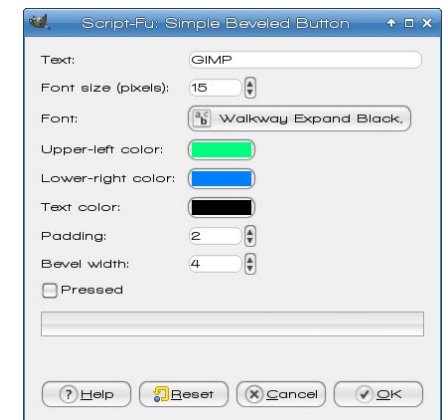 Script-Fu: Simple Beveled Button
Text: GIMP
Font size (pixels): 15
Font: abc Walkway Expand Black,
Upper-left color:
Lower-right color:
Text color:
Padding: 2
Bevel width: 4
Pressed
Help Reset Cancel OK